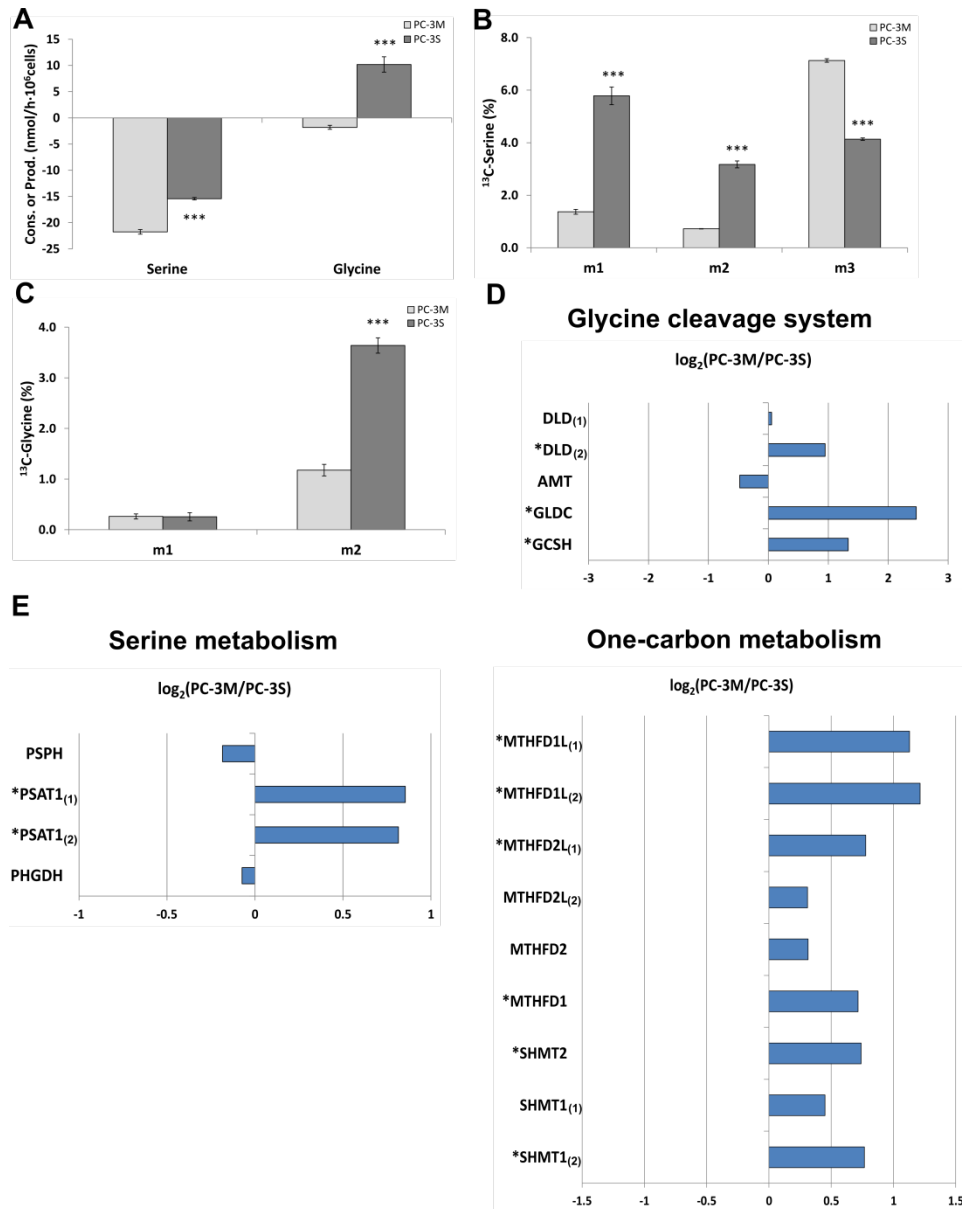 A
PC-3M
PC-3S
Cons. or Prod. (nmol/h·10⁶cells)
15
10
5
0
-5
-10
-15
-20
-25
***
***
Serine
Glycine
B
PC-3M
PC-3S
¹³C-Serine (%)
8.0
6.0
4.0
2.0
0.0
***
***
***
m1
m2
m3
C
PC-3M
PC-3S
¹³C-Glycine (%)
4.0
3.0
2.0
1.0
0.0
***
m1
m2
D
Glycine cleavage system
log₂(PC-3M/PC-3S)
DLD(1)
*DLD(2)
AMT
*GLDC
*GCSH
-3 -2 -1 0 1 2 3
E
Serine metabolism
log₂(PC-3M/PC-3S)
PSPH
*PSAT1(1)
*PSAT1(2)
PHGDH
-1 -0.5 0 0.5 1
One-carbon metabolism
log₂(PC-3M/PC-3S)
*MTHFD1L(1)
*MTHFD1L(2)
*MTHFD2L(1)
MTHFD2L(2)
MTHFD2
*MTHFD1
*SHMT2
SHMT1(1)
*SHMT1(2)
-1.5 -1 -0.5 0 0.5 1 1.5